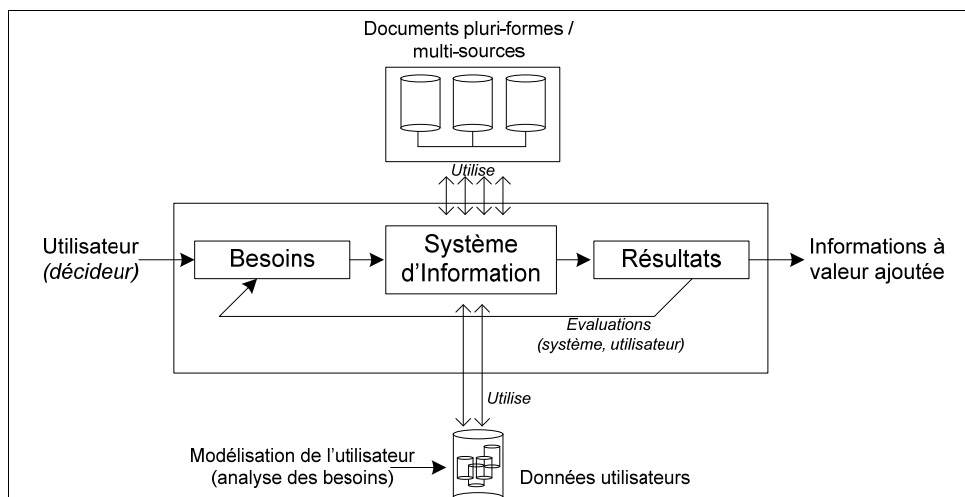 Documents pluri-formes /
multi-sources
Utilise
Utilisateur
(décideur)
Besoins
Système
d’Information
Résultats
Informations à
valeur ajoutée
Evaluations
(système, utilisateur)
Utilise
Modélisation de l’utilisateur
(analyse des besoins)
Données utilisateurs